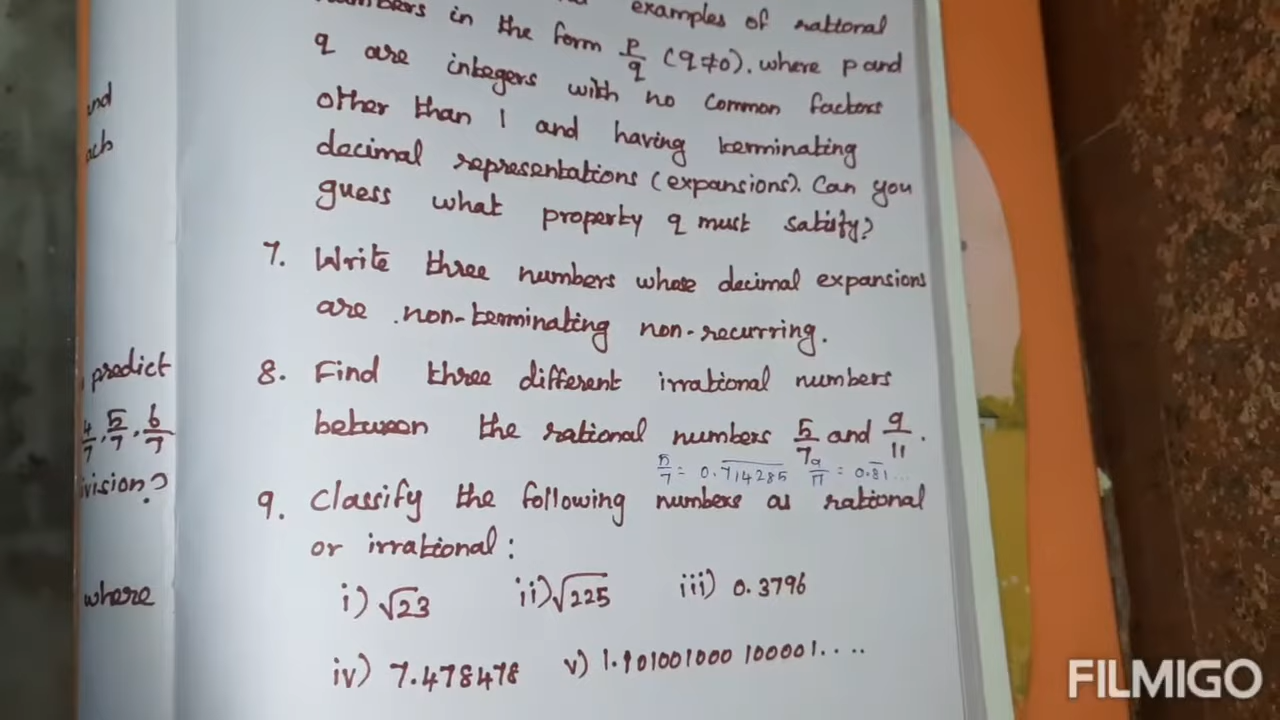 examples of rational
numbers in the form p/q (q≠0). where p and
q are integers with no common factors
other than 1 and having terminating
decimal representations (expansions). Can you
guess what property q must satisfy?
7. Write three numbers whose decimal expansions
are non-terminating non-recurring.
8. Find three different irrational numbers
between the rational numbers 5/7 and 9/11.
5/7 = 0.714285 9/11 = 0.81...
9. Classify the following numbers as rational
or irrational:
i) √23 ii) √225 iii) 0.3796
iv) 7.478478 v) 1.101001000 100001....
predict
4/7, 5/7, 6/7
where
FILMIGO